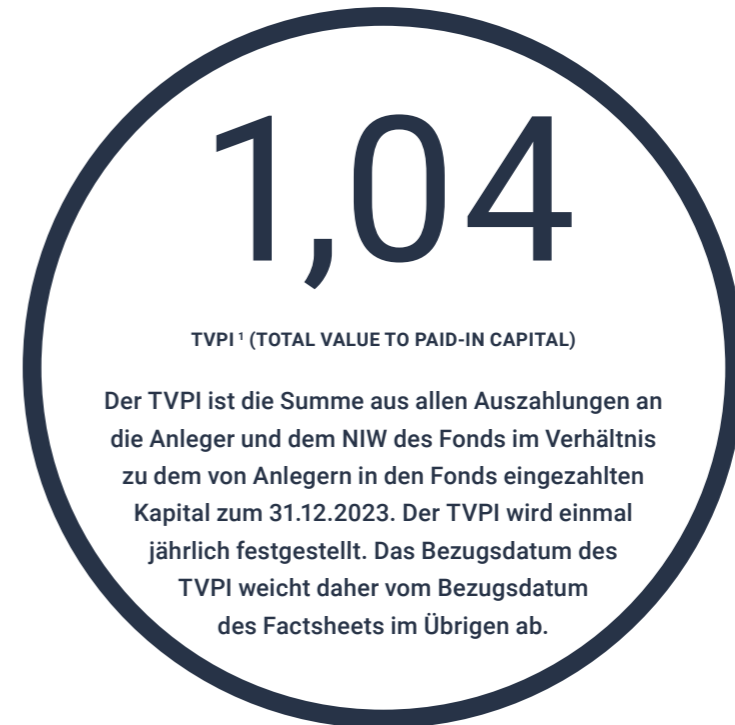 1,04
TVPI ¹ (TOTAL VALUE TO PAID-IN CAPITAL)
Der TVPI ist die Summe aus allen Auszahlungen an
die Anleger und dem NIW des Fonds im Verhältnis
zu dem von Anlegern in den Fonds eingezahlten
Kapital zum 31.12.2023. Der TVPI wird einmal
jährlich festgestellt. Das Bezugsdatum des
TVPI weicht daher vom Bezugsdatum
des Factsheets im Übrigen ab.